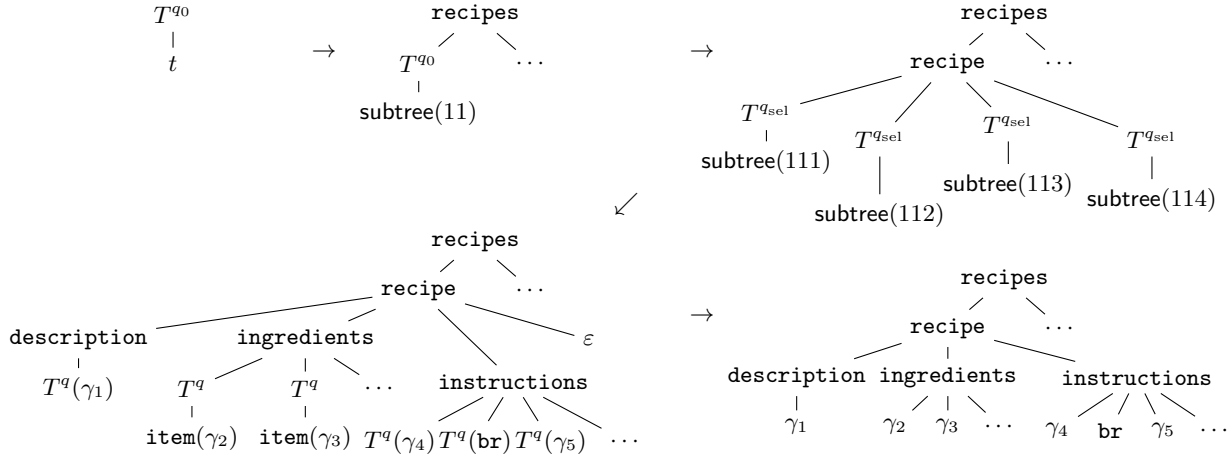 T^{q_0} → recipes → recipes
t T^{q_0} ⋯ recipe ⋯
subtree(11)
T^{q_sel} T^{q_sel} T^{q_sel} T^{q_sel}
subtree(111) subtree(112) subtree(113) subtree(114)
↙
recipes
recipe ⋯
description ingredients ε
T^q(γ_1) T^q T^q ⋯ instructions
item(γ_2) item(γ_3) T^q(γ_4) T^q(br) T^q(γ_5) ⋯
→
recipes
recipe ⋯
description ingredients instructions
γ_1 γ_2 γ_3 ⋯ γ_4 br γ_5 ⋯